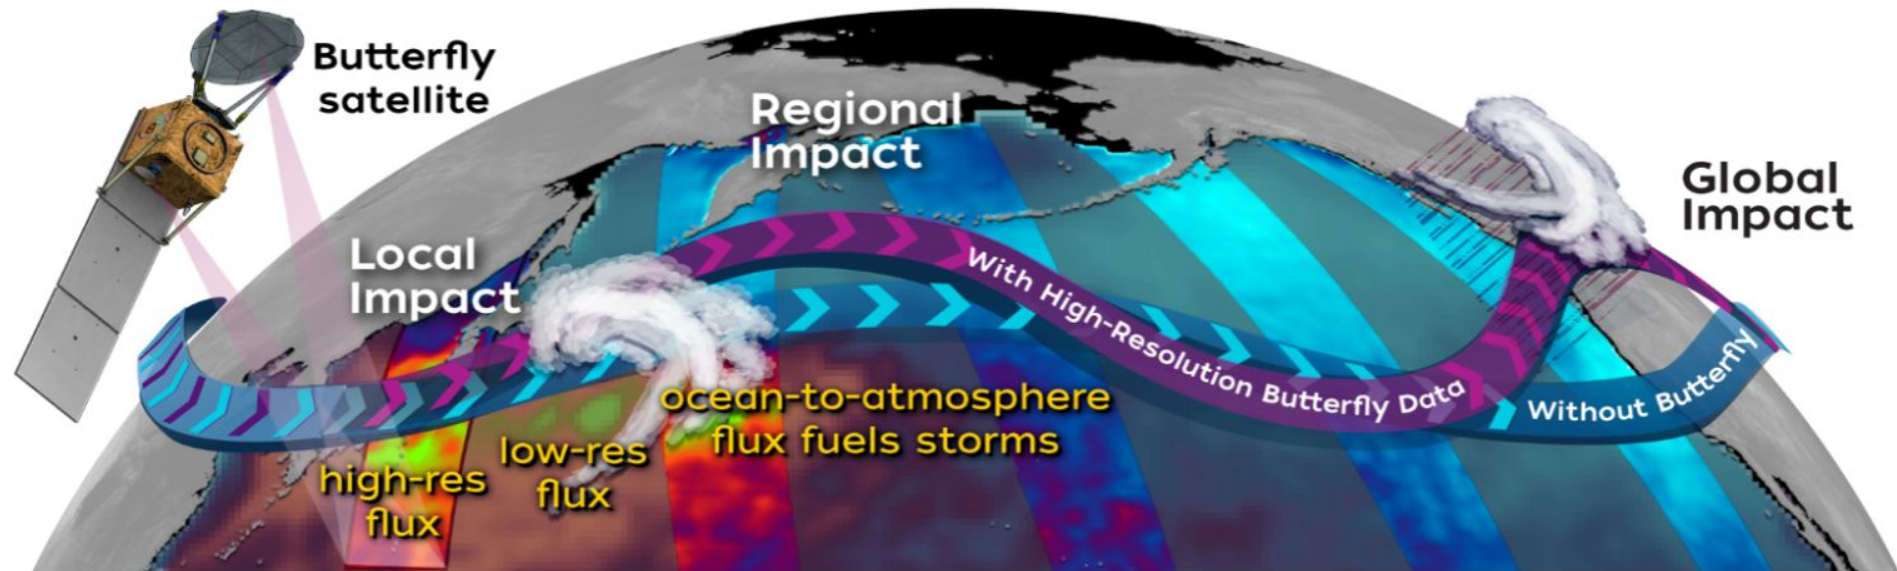 Butterfly
satellite
Regional
Impact
Global
Impact
Local
Impact
With High-Resolution Butterfly Data
Without Butterfly
ocean-to-atmosphere
flux fuels storms
low-res
flux
high-res
flux